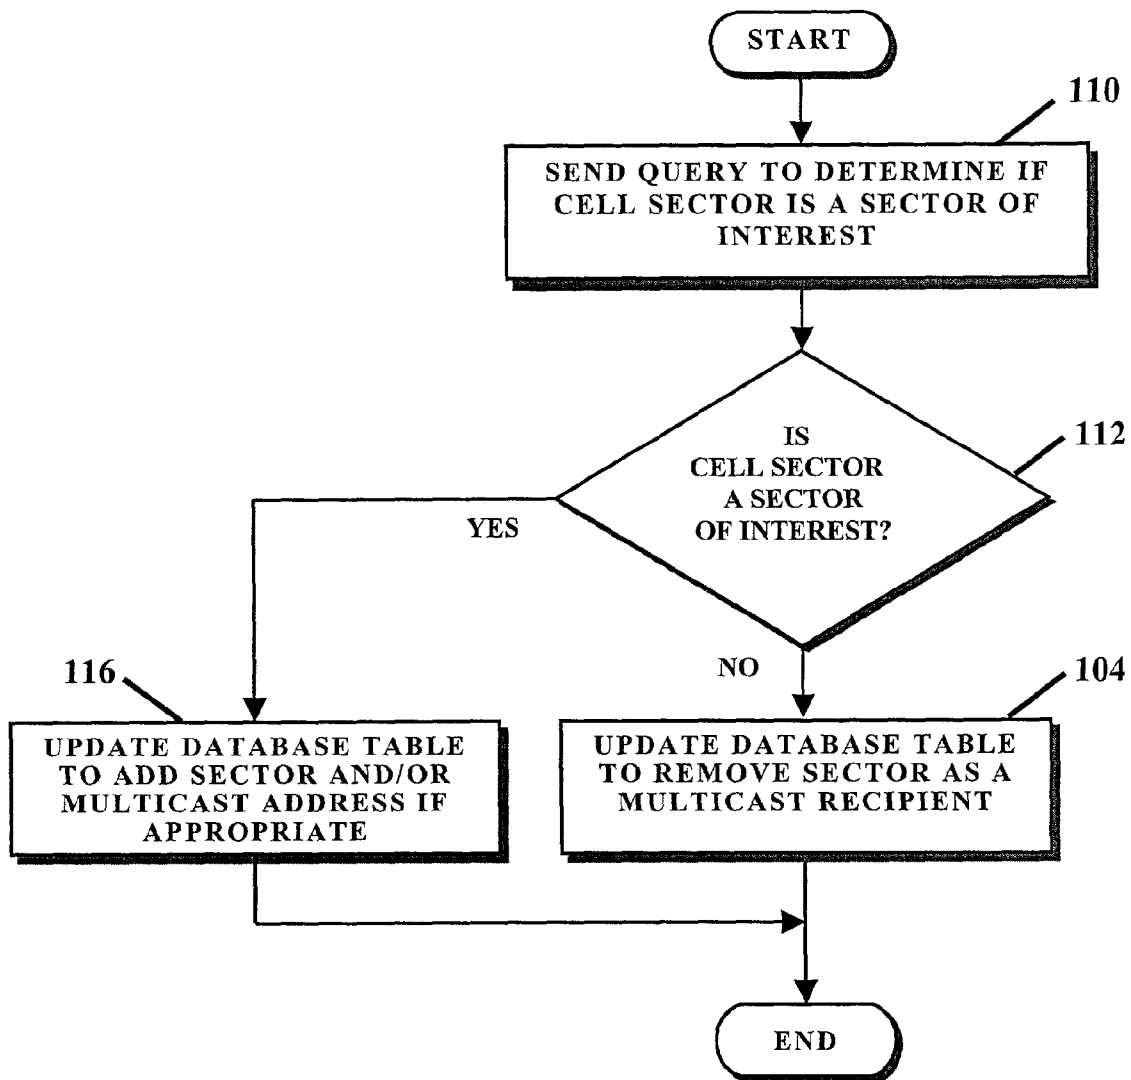 START
110
SEND QUERY TO DETERMINE IF
CELL SECTOR IS A SECTOR OF
INTEREST
IS
CELL SECTOR
A SECTOR
OF INTEREST?
112
YES
NO
116
104
UPDATE DATABASE TABLE
TO ADD SECTOR AND/OR
MULTICAST ADDRESS IF
APPROPRIATE
UPDATE DATABASE TABLE
TO REMOVE SECTOR AS A
MULTICAST RECIPIENT
END